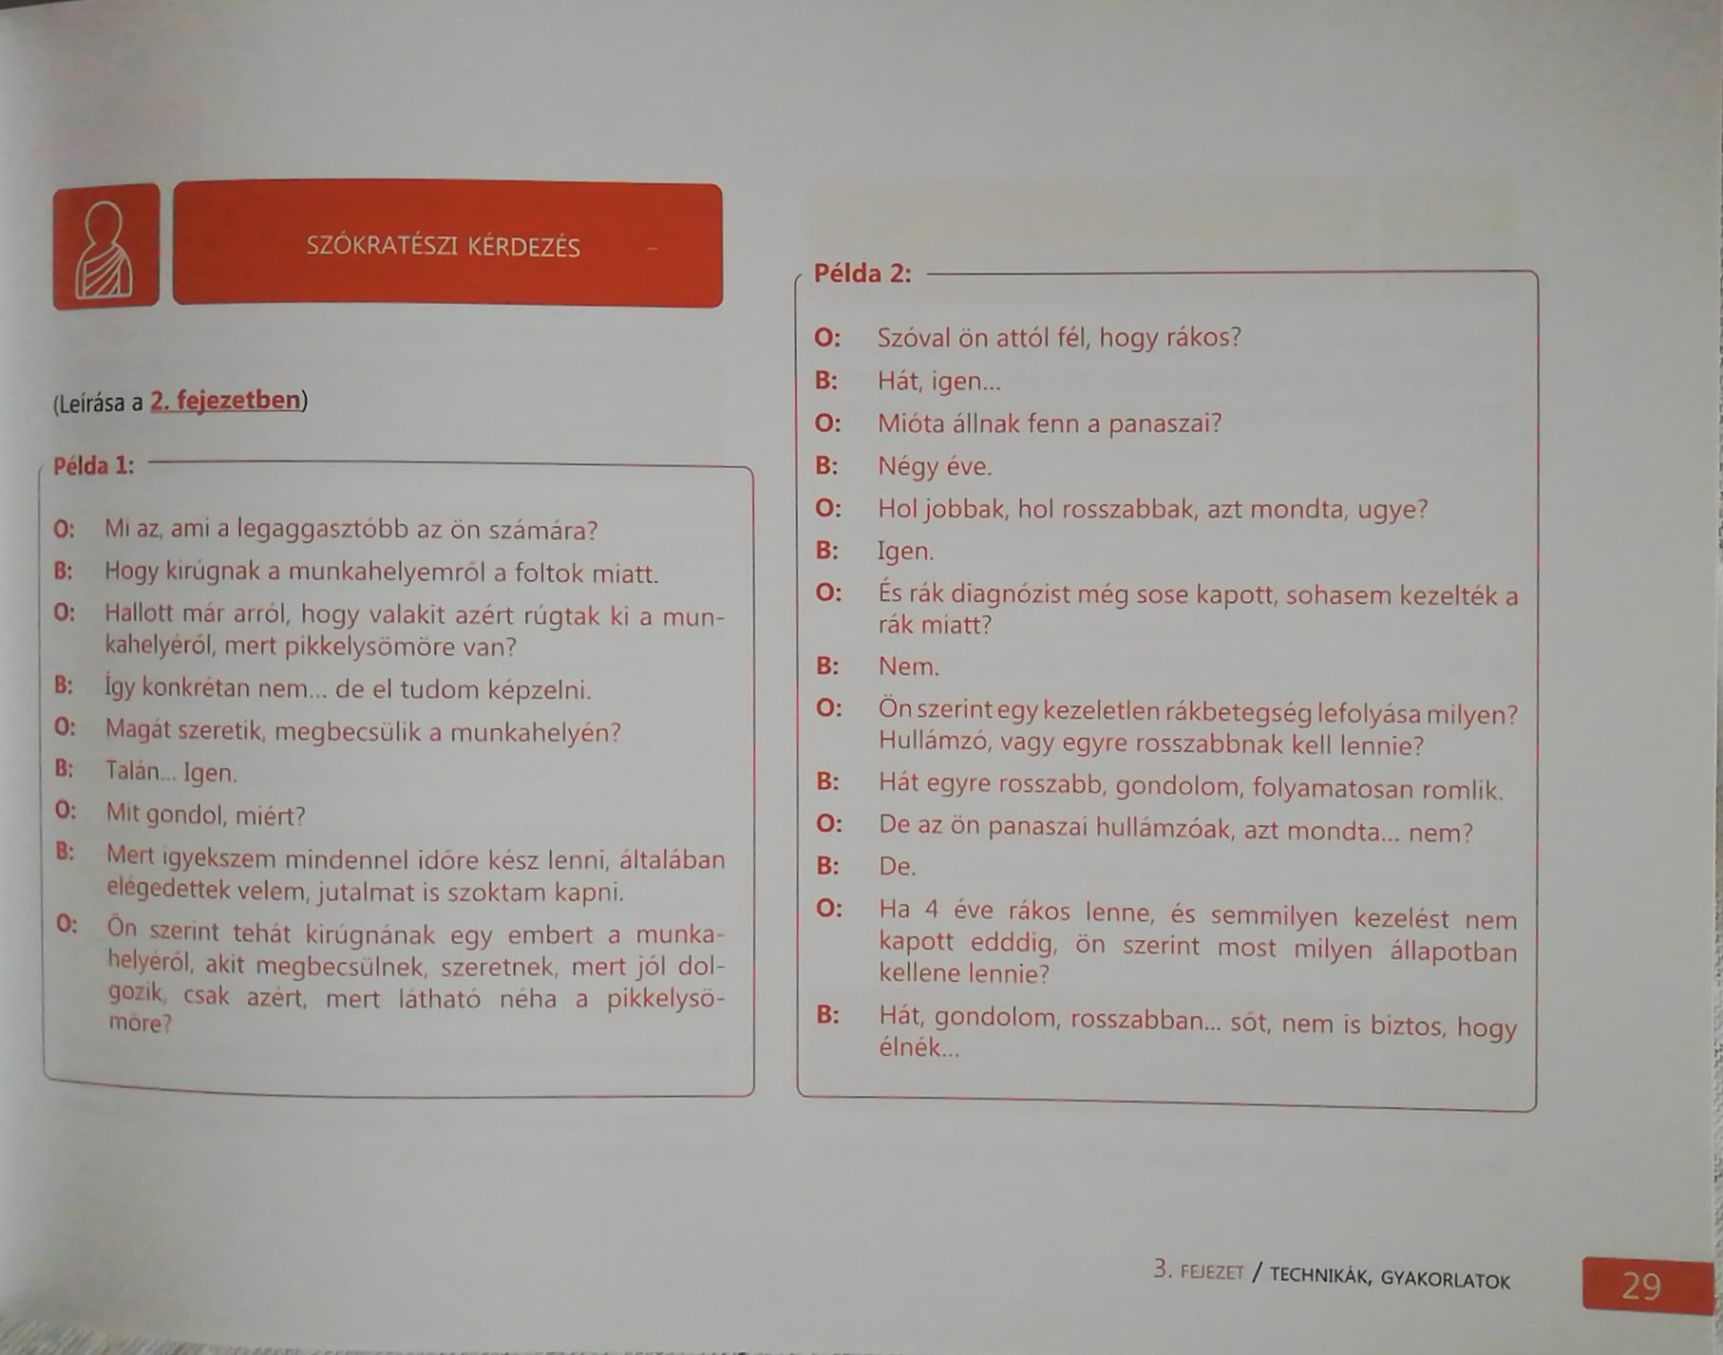 SZÓKRATÉSZI KÉRDEZÉS –
(Leírása a 2. fejezetben)
Példa 1:
O: Mi az, ami a legaggasztóbb az ön számára?
B: Hogy kirúgnak a munkahelyemről a foltok miatt.
O: Hallott már arról, hogy valakit azért rúgtak ki a mun-
kahelyéről, mert pikkelysömöre van?
B: Így konkrétan nem... de el tudom képzelni.
O: Magát szeretik, megbecsülik a munkahelyén?
B: Talán... Igen.
O: Mit gondol, miért?
B: Mert igyekszem mindennel időre kész lenni, általában
elégedettek velem, jutalmat is szoktam kapni.
O: Ön szerint tehát kirúgnának egy embert a munka-
helyéről, akit megbecsülnek, szeretnek, mert jól dol-
gozik, csak azért, mert látható néha a pikkelysö-
möre?
Példa 2:
O: Szóval ön attól fél, hogy rákos?
B: Hát, igen...
O: Mióta állnak fenn a panaszai?
B: Négy éve.
O: Hol jobbak, hol rosszabbak, azt mondta, ugye?
B: Igen.
O: És rák diagnózist még sose kapott, sohasem kezelték a
rák miatt?
B: Nem.
O: Ön szerint egy kezeletlen rákbetegség lefolyása milyen?
Hullámzó, vagy egyre rosszabbnak kell lennie?
B: Hát egyre rosszabb, gondolom, folyamatosan romlik.
O: De az ön panaszai hullámzóak, azt mondta... nem?
B: De.
O: Ha 4 éve rákos lenne, és semmilyen kezelést nem
kapott edddig, ön szerint most milyen állapotban
kellene lennie?
B: Hát, gondolom, rosszabban... sőt, nem is biztos, hogy
élnék...
3. FEJEZET / TECHNIKÁK, GYAKORLATOK
29